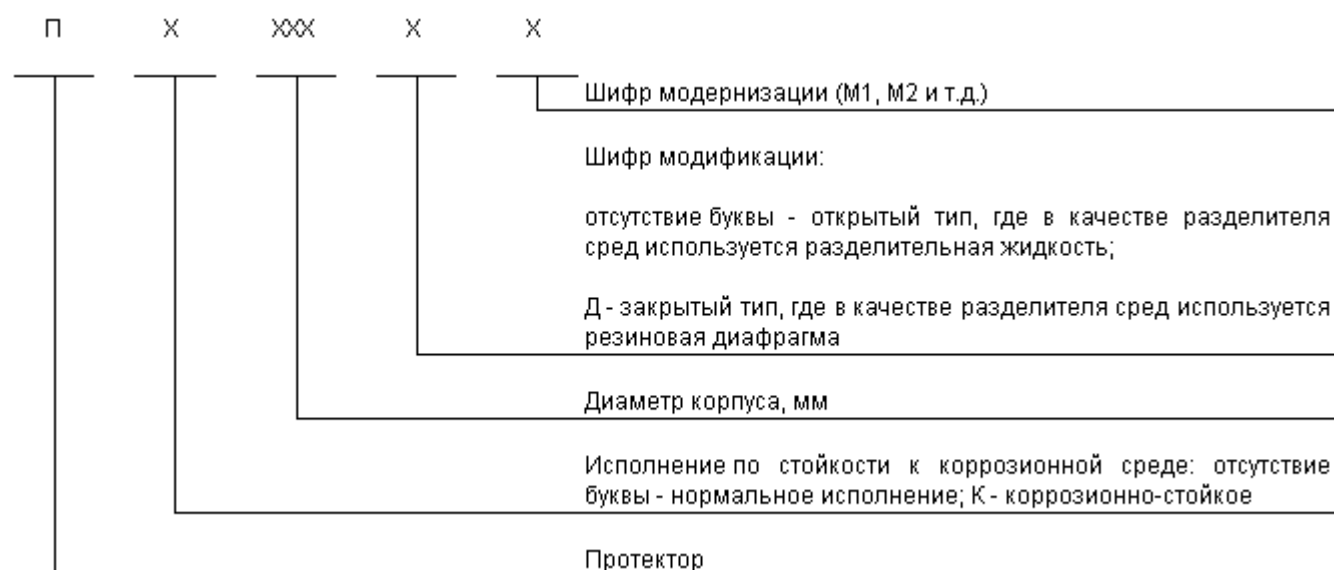 П Х ХХХ Х Х
Шифр модернизации (М1, М2 и т.д.)
Шифр модификации:
отсутствие буквы - открытый тип, где в качестве разделителя
сред используется разделительная жидкость;
Д - закрытый тип, где в качестве разделителя сред используется
резиновая диафрагма
Диаметр корпуса, мм
Исполнение по стойкости к коррозионной среде: отсутствие
буквы - нормальное исполнение; К - коррозионно-стойкое
Протектор